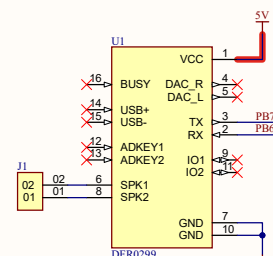 5V
U1
VCC 1
16 BUSY DAC_R 4
DAC_L 5
14 USB+
15 USB- TX 3 PB7
RX 2 PB6
12 ADKEY1
13 ADKEY2 IO1 9
IO2 11
J1
02 02 6 SPK1
01 01 8 SPK2
GND 7
GND 10
DFR0299